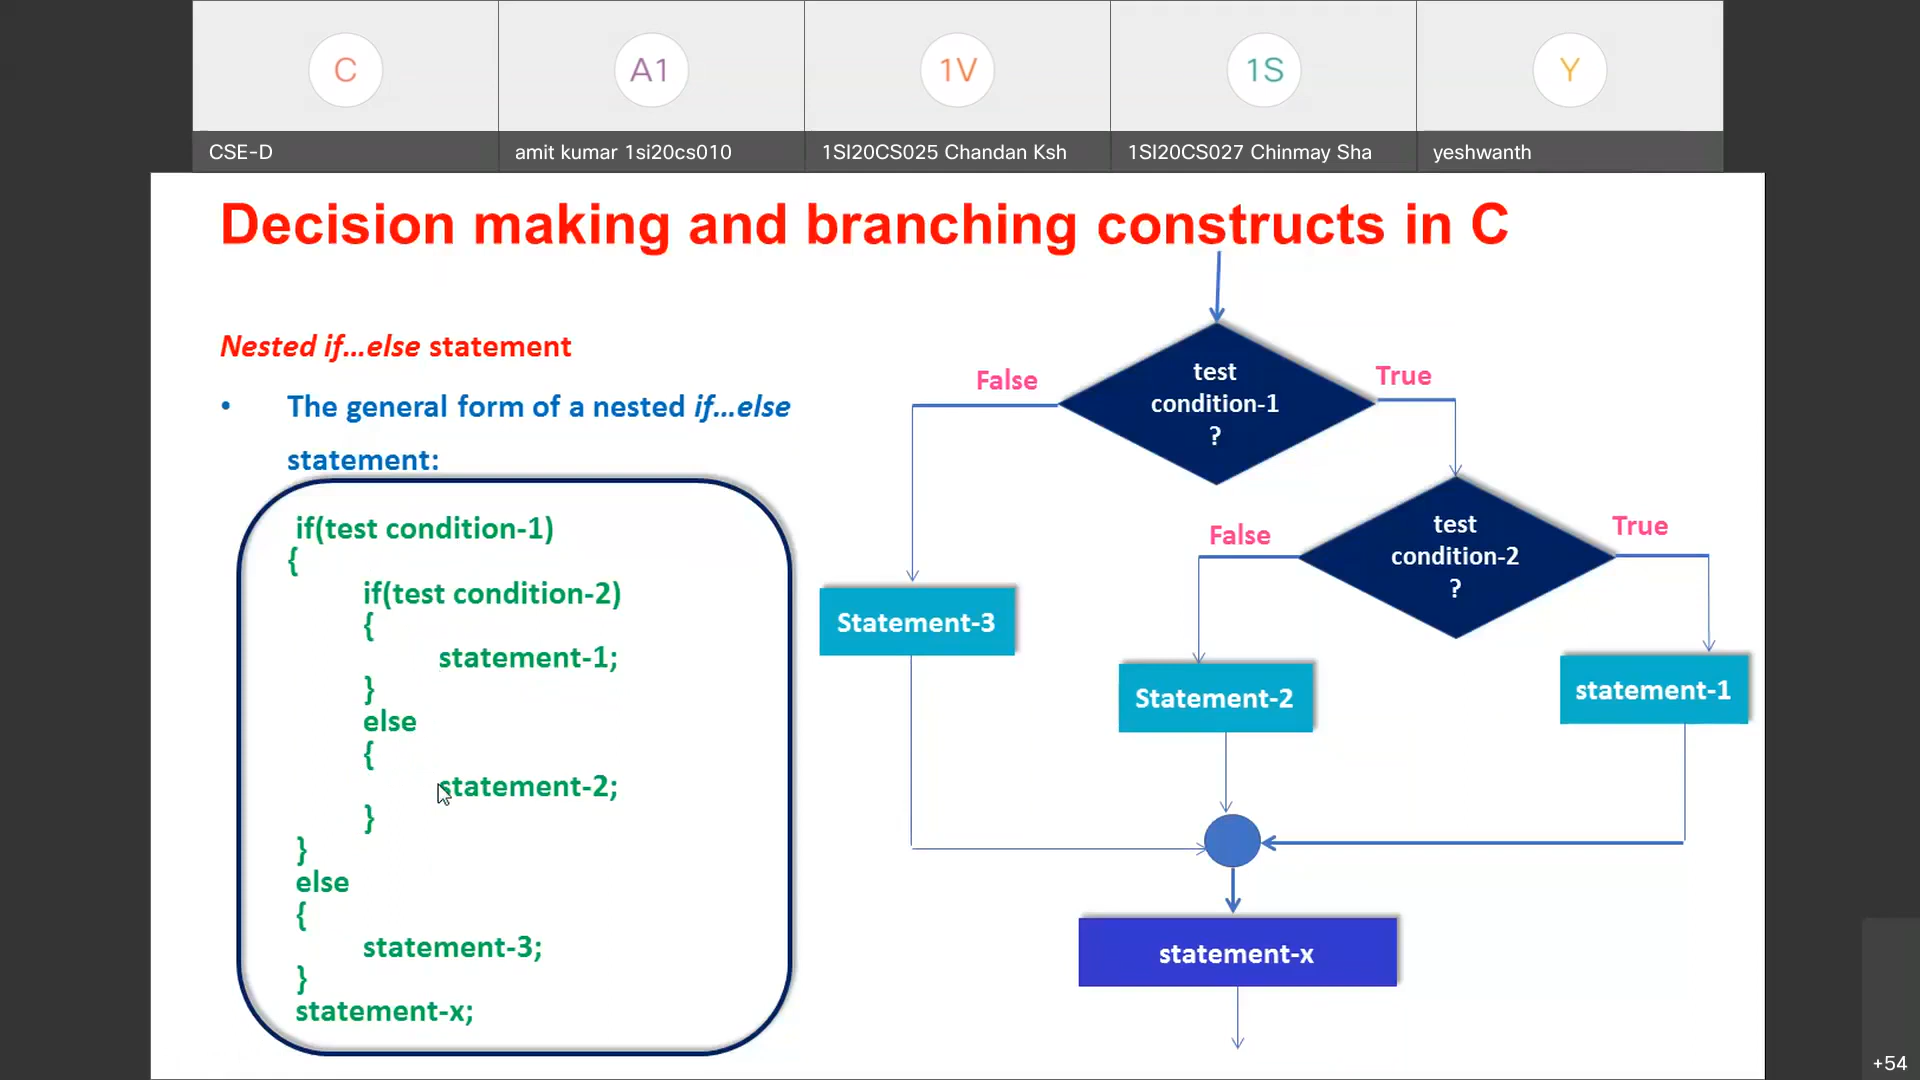 C
A1
1V
1S
Y
CSE-D
amit kumar 1si20cs010
1SI20CS025 Chandan Ksh
1SI20CS027 Chinmay Sha
yeshwanth
Decision making and branching constructs in C
Nested if...else statement
• The general form of a nested if...else
statement:
if(test condition-1)
{
if(test condition-2)
{
statement-1;
}
else
{
statement-2;
}
}
else
{
statement-3;
}
statement-x;
test
condition-1
?
False
True
test
condition-2
?
False
True
Statement-3
Statement-2
statement-1
statement-x
+54